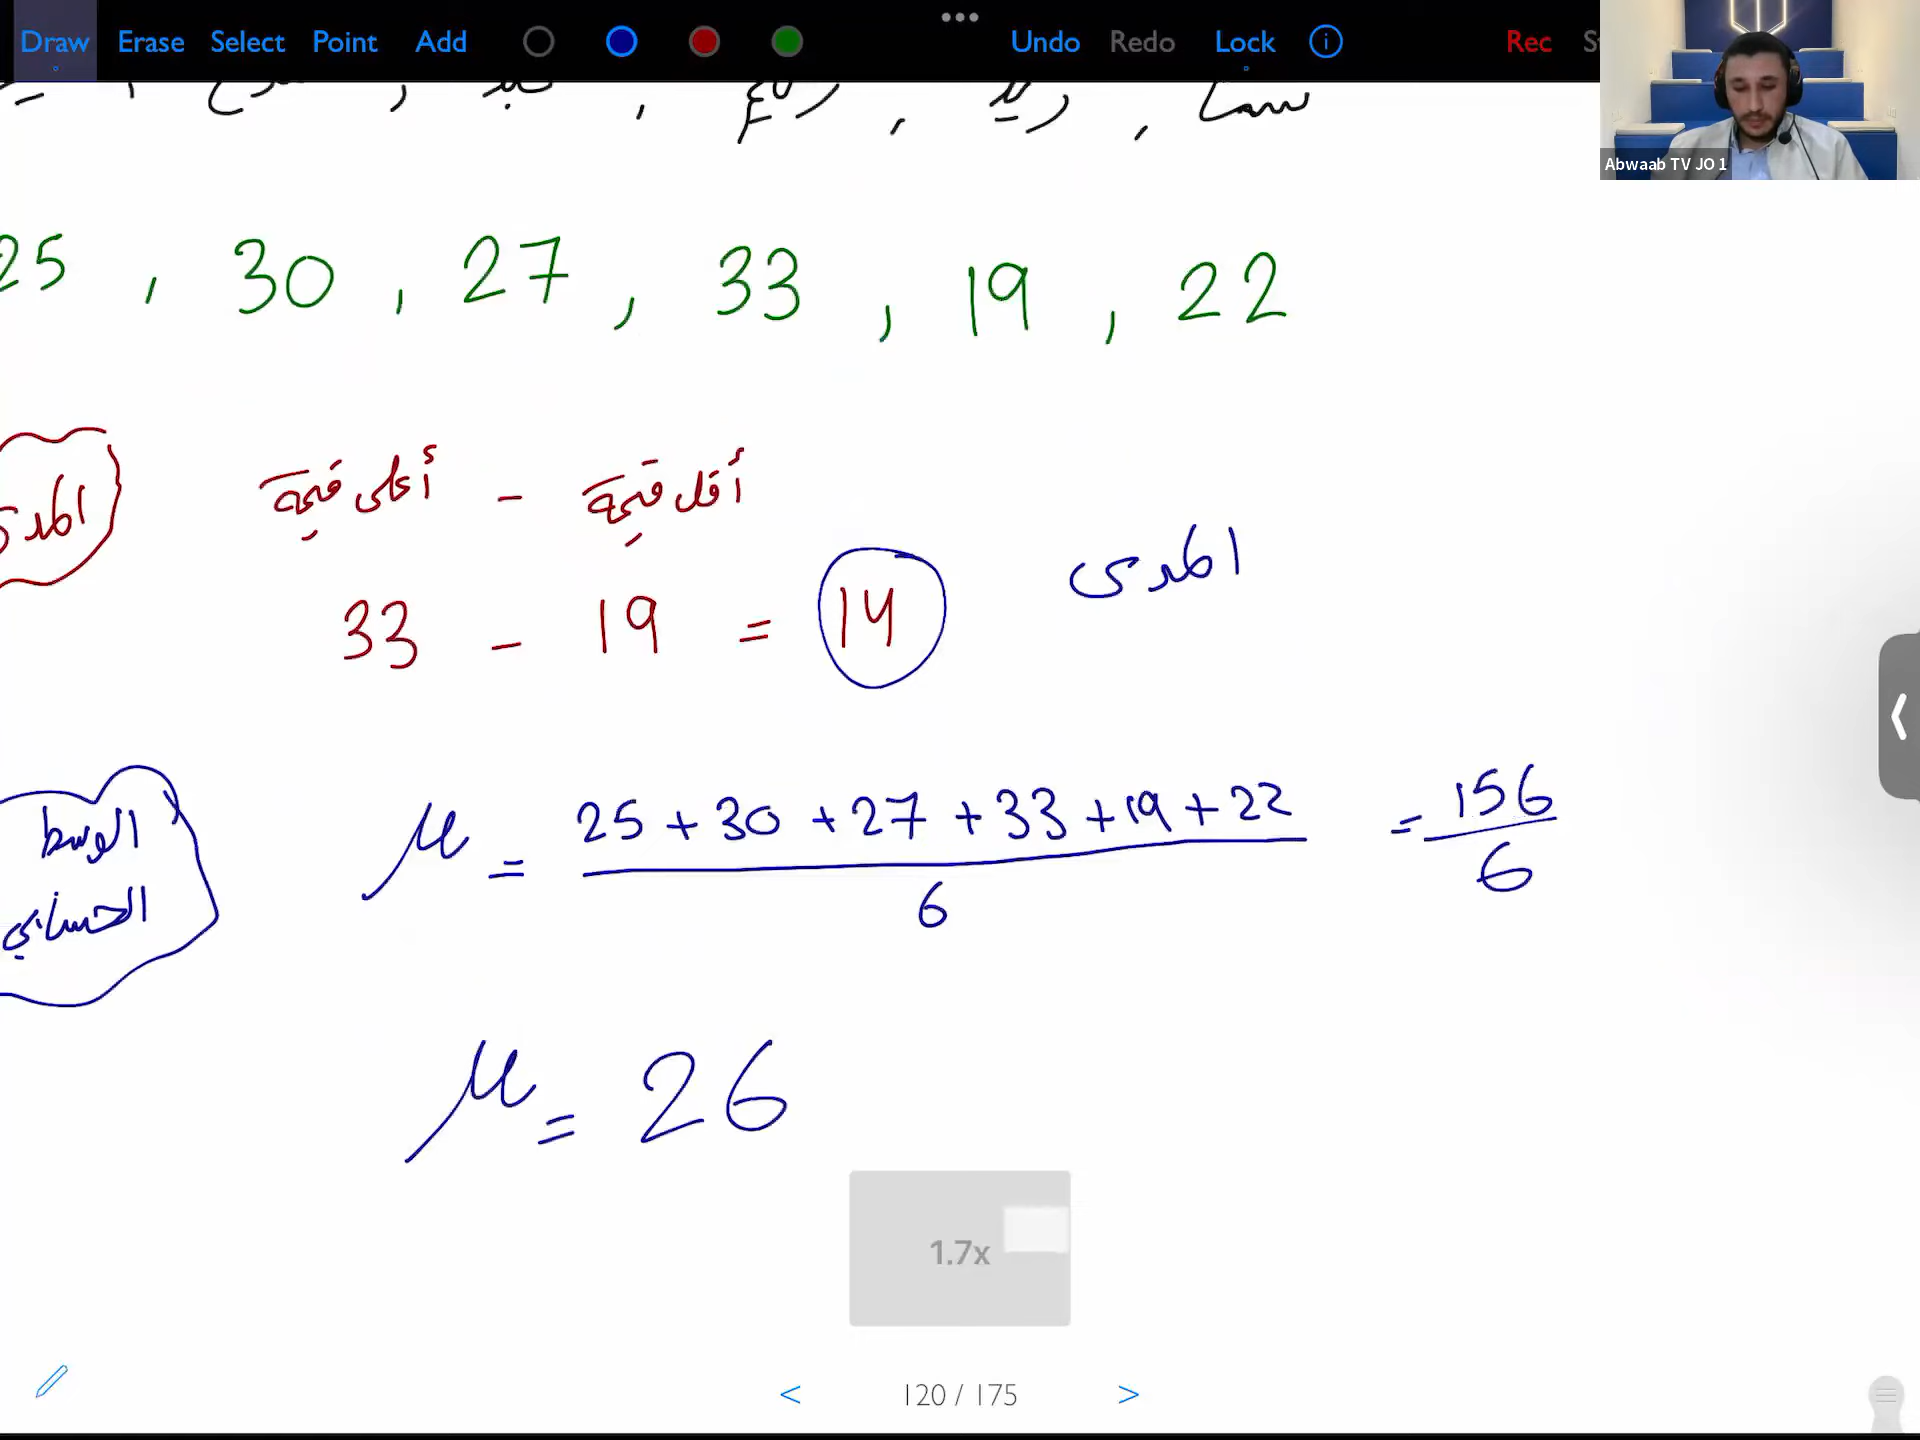 Draw Erase Select Point Add Undo Redo Lock Rec
Abwaab TV JO 1
سما ,
25 , 30 , 27 , 33 , 19 , 22
المدى
أعلى قيمة - أقل قيمة
المدى
33 - 19 = 14
الوسط
الحسابي
μ = 25 + 30 + 27 + 33 + 19 + 22 / 6 = 156 / 6
μ = 26
1.7x
< 120 / 175 >